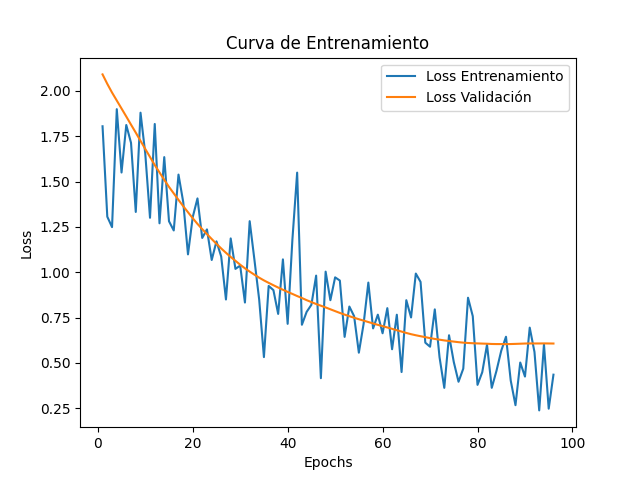 Curva de Entrenamiento
Loss Entrenamiento
Loss Validación
2.00
1.75
1.50
1.25
1.00
0.75
0.50
0.25
Loss
0
20
40
60
80
100
Epochs